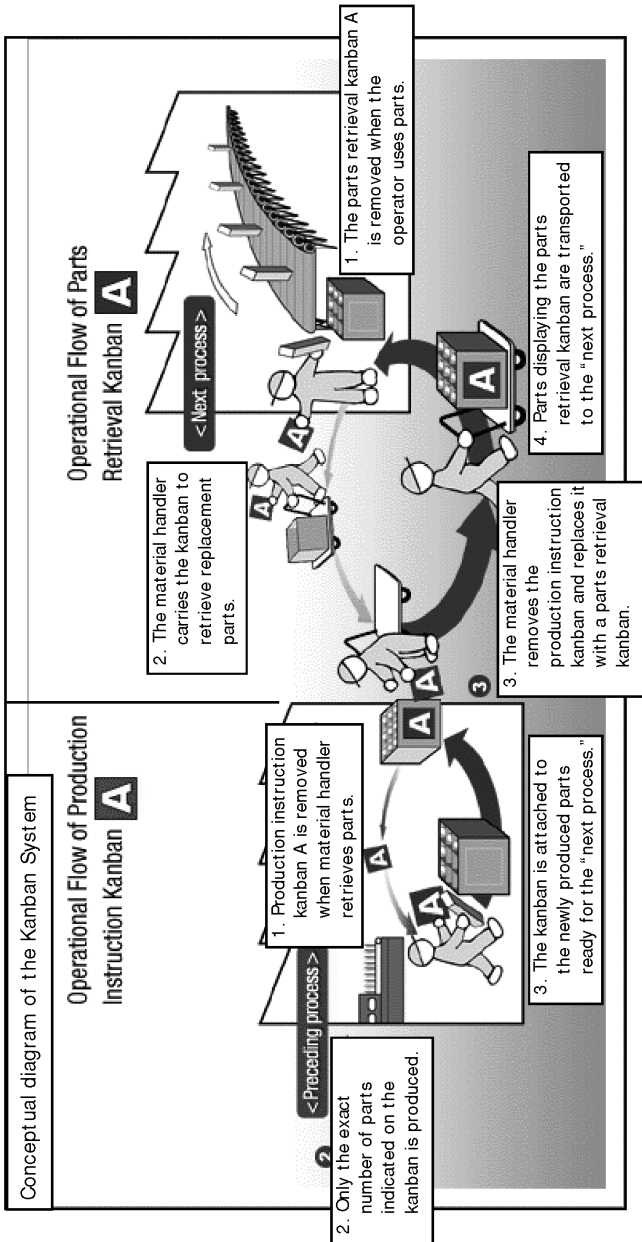 Conceptual diagram of the Kanban System
Operational Flow of Production
Instruction Kanban A
Operational Flow of Parts
Retrieval Kanban A
< Preceding process >
1. Production instruction
kanban A is removed
when material handler
retrieves parts.
2
2. Only the exact
number of parts
indicated on the
kanban is produced.
A
A
A
3. The kanban is attached to
the newly produced parts
ready for the “next process.”
< Next process >
1. The parts retrieval kanban A
is removed when the
operator uses parts.
2. The material handler
carries the kanban to
retrieve replacement
parts.
A
A
A
3
3. The material handler
removes the
production instruction
kanban and replaces it
with a parts retrieval
kanban.
A
4. Parts displaying the parts
retrieval kanban are transported
to the “next process.”